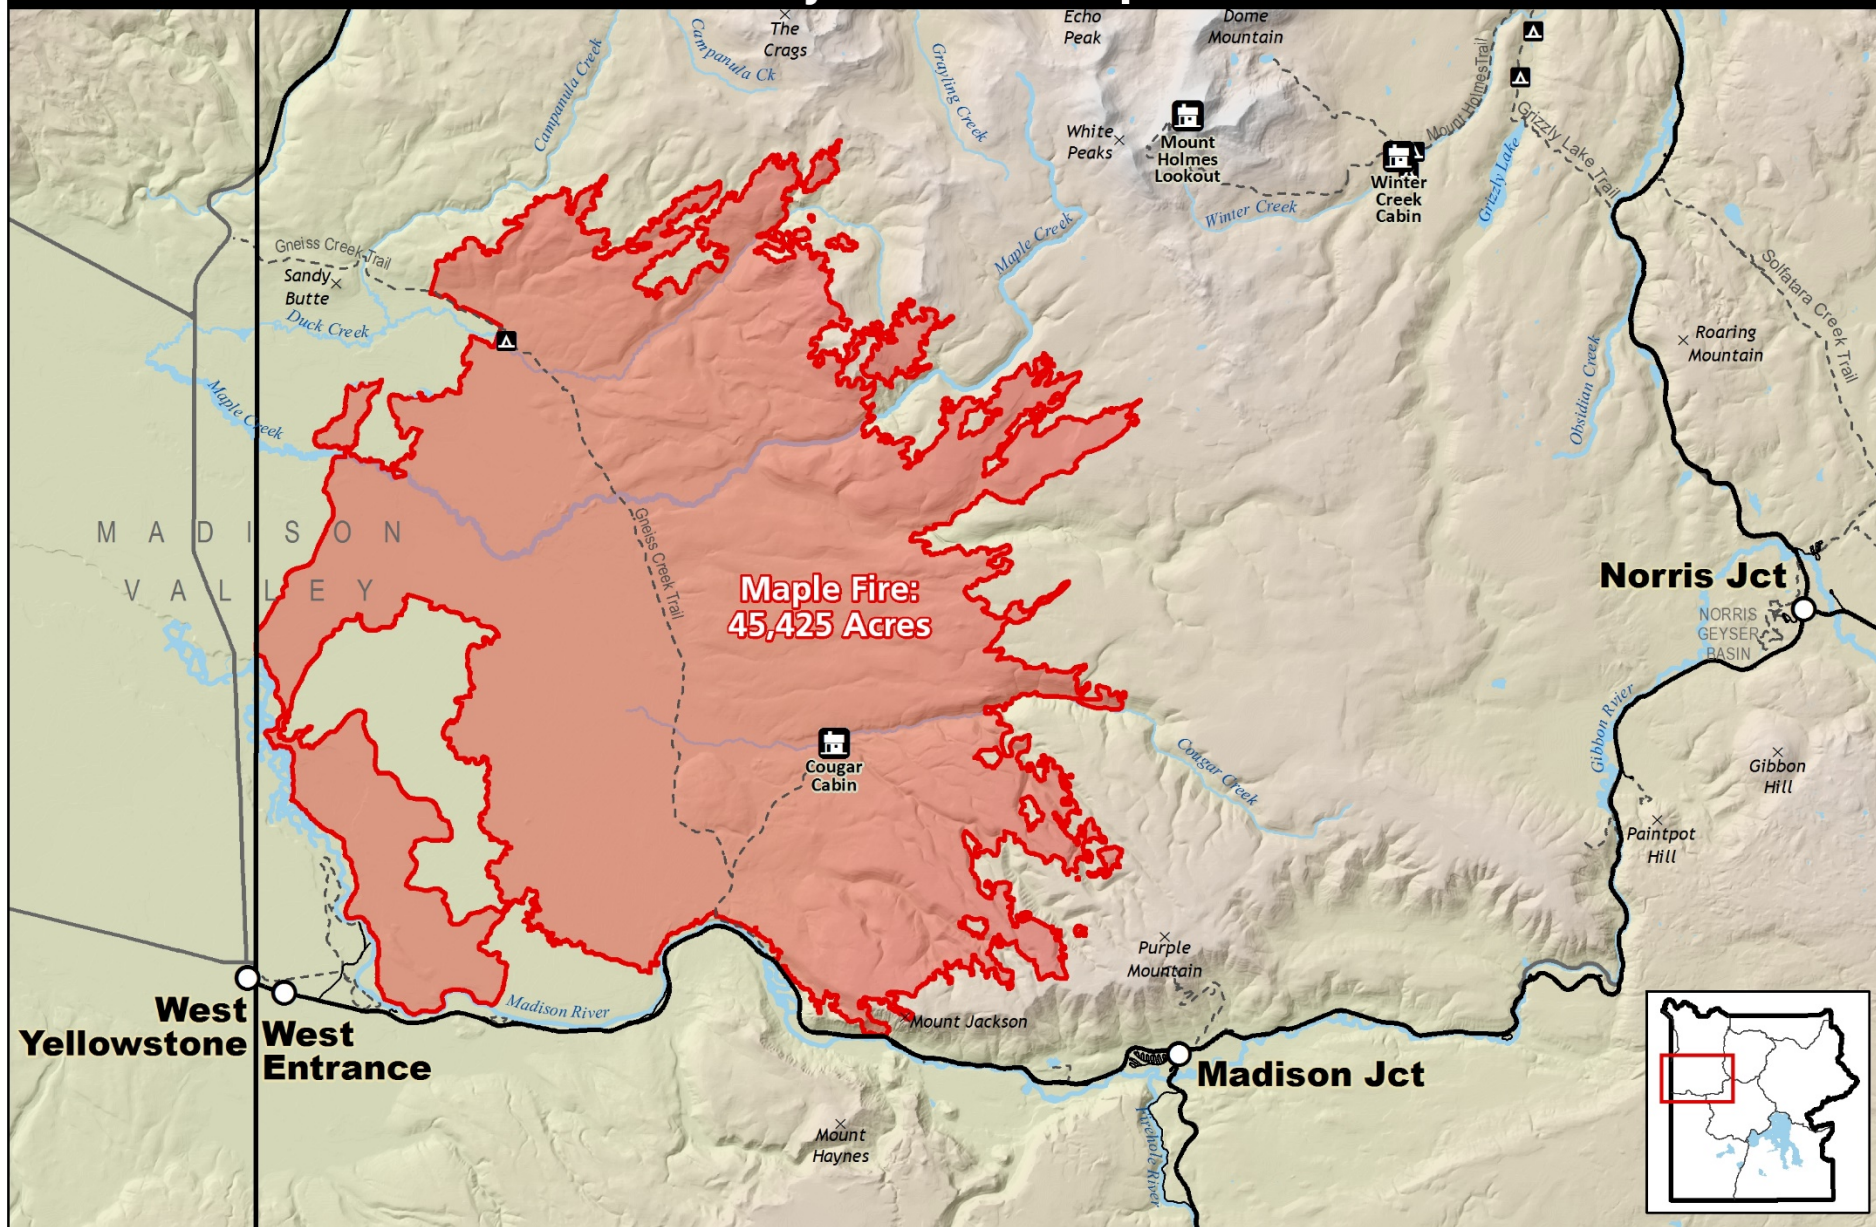 The
Crags
Echo
Peak
Dome
Mountain
Campanula Creek
Campanula Ck
Grayling Creek
White
Peaks
Mount
Holmes
Lookout
Mount HolmesTrail
Grizzly Lake Trail
Grizzly Lake
Winter
Creek
Cabin
Winter Creek
Maple Creek
Gneiss Creek Trail
Sandy
Butte
Duck Creek
Maple Creek
Solfatara Creek Trail
Roaring
Mountain
Obsidian Creek
MADISON
VALLEY
Gneiss Creek Trail
Maple Fire:
45,425 Acres
Norris Jct
NORRIS
GEYSER
BASIN
Gibbon Rvier
Cougar
Cabin
Cougar Creek
Gibbon
Hill
Paintpot
Hill
Purple
Mountain
West
Yellowstone
West
Entrance
Madison River
Mount Jackson
Madison Jct
Mount
Haynes
Firehole River